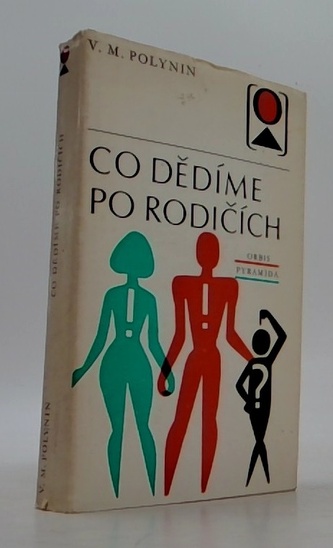 V. M. POLYNIN
CO DĚDÍME
PO RODIČÍCH
ORBIS
PYRAMIDA
!
!
?
CO DĚDÍME PO RODIČÍCH
V. M. POLYNIN